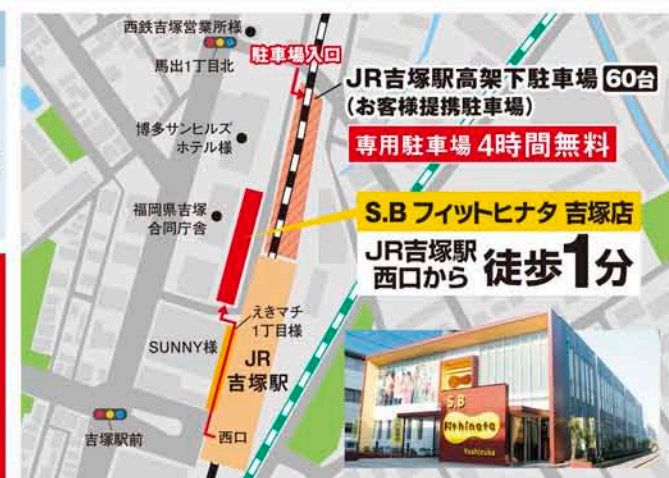 西鉄吉塚営業所様
馬出1丁目北
駐車場入口
JR吉塚駅高架下駐車場 60台
(お客様提携駐車場)
専用駐車場 4時間無料
博多サンヒルズ
ホテル様
福岡県吉塚
合同庁舎
S.B フィットヒナタ 吉塚店
JR吉塚駅
西口から 徒歩1分
えきマチ
1丁目様
SUNNY様
JR
吉塚駅
西口
吉塚駅前
S.B
Fithinata
Yoshizuka